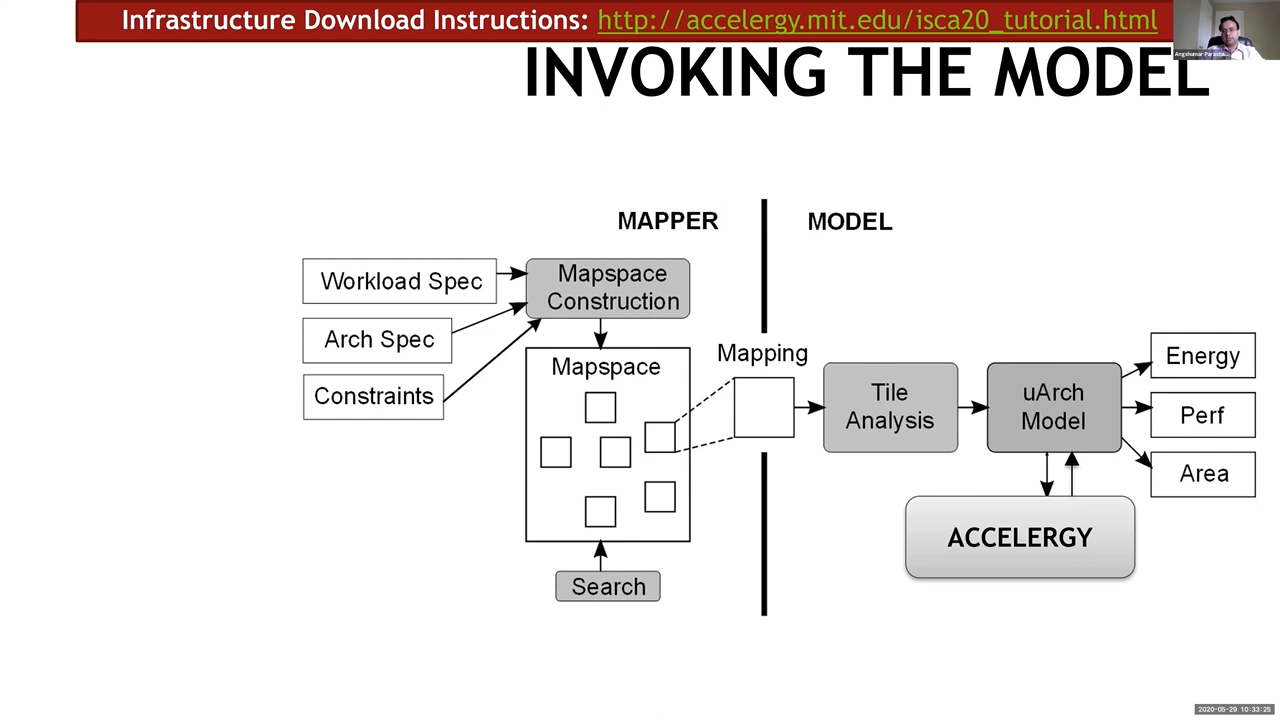 Infrastructure Download Instructions: http://accelergy.mit.edu/isca20_tutorial.html
INVOKING THE MODEL
MAPPER
MODEL
Workload Spec
Arch Spec
Constraints
Mapspace
Construction
Mapspace
Search
Mapping
Tile
Analysis
uArch
Model
Energy
Perf
Area
ACCELERGY
2020-05-29 10:33:25